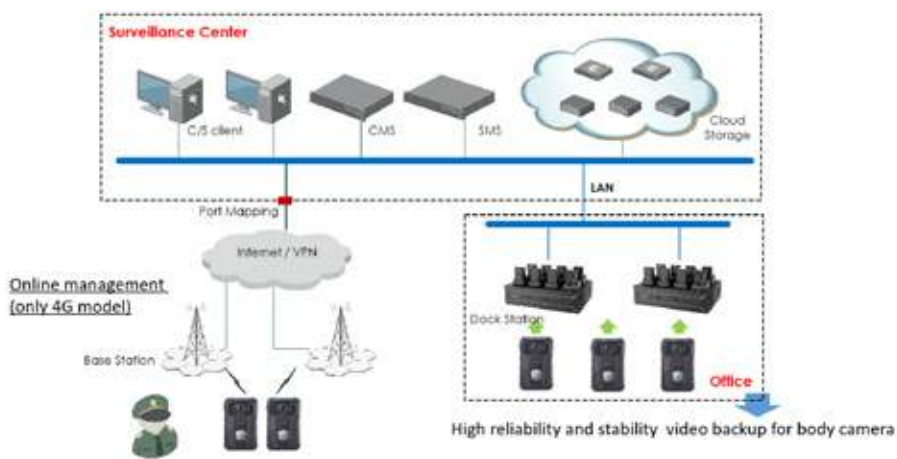 Surveillance Center
C/S client
CMS
SMS
Cloud
Storage
LAN
Port Mapping
Internet / VPN
Online management
(only 4G model)
Dock Station
Base Station
Office
High reliability and stability video backup for body camera